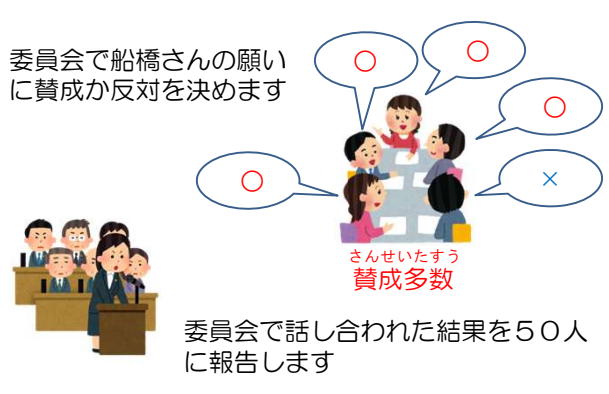 委員会で船橋さんの願い
に賛成か反対を決めます
○
○
○
○
×
さんせいたすう
賛成多数
委員会で話し合われた結果を５０人
に報告します